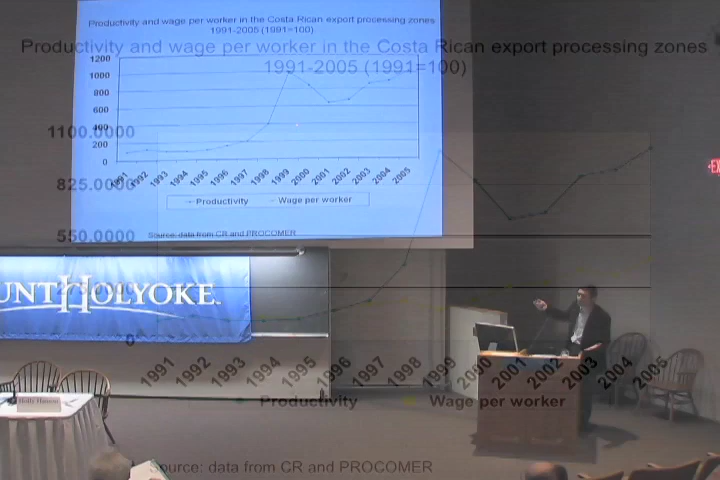 Productivity and wage per worker in the Costa Rican export processing zones
1991-2005 (1991=100)
Productivity and wage per worker in the Costa Rican export processing zones
1991-2005 (1991=100)
1200
1000
800
600
400
200
0
1991 1992 1993 1994 1995 1996 1997 1998 1999 2000 2001 2002 2003 2004 2005
Productivity Wage per worker
Source: data from CR and PROCOMER
1100.0000
825.0000
550.0000
0
1991 1992 1993 1994 1995 1996 1997 1998 1999 2000 2001 2002 2003 2004 2005
Productivity Wage per worker
Source: data from CR and PROCOMER
UNT HOLYOKE
Holly Hanson
EX